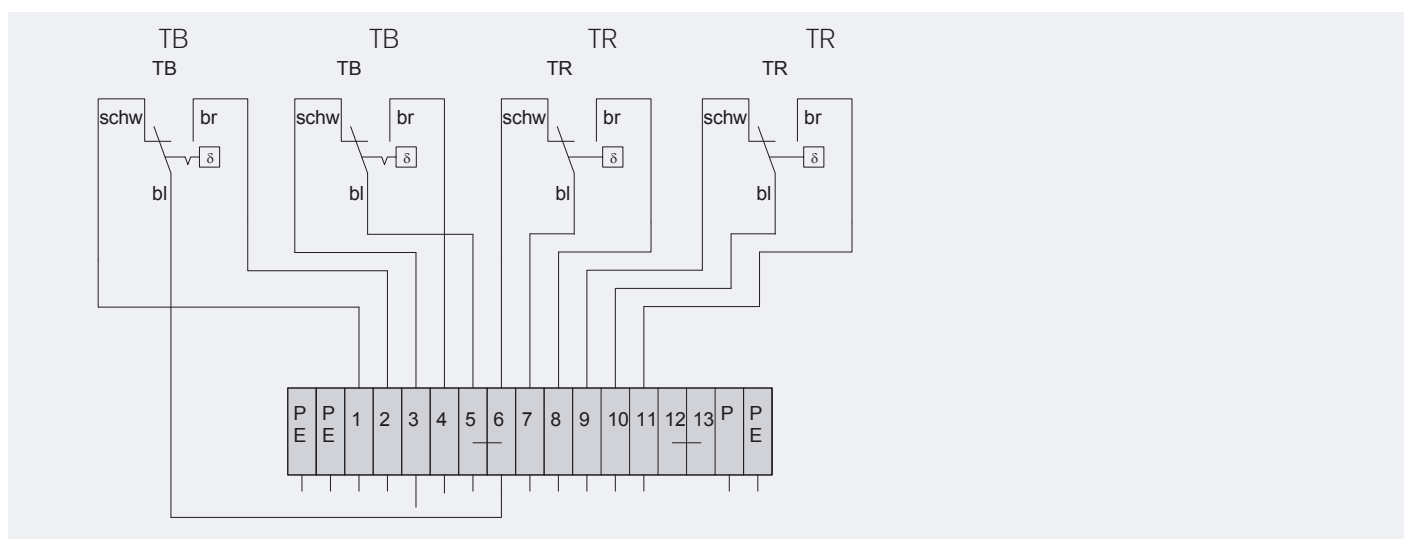 TB TB TR TR
TB TB TR TR
schw br schw br schw br schw br
δ δ δ δ
bl bl bl bl
P P 1 2 3 4 5 6 7 8 9 10 11 12 13 P P
E E E